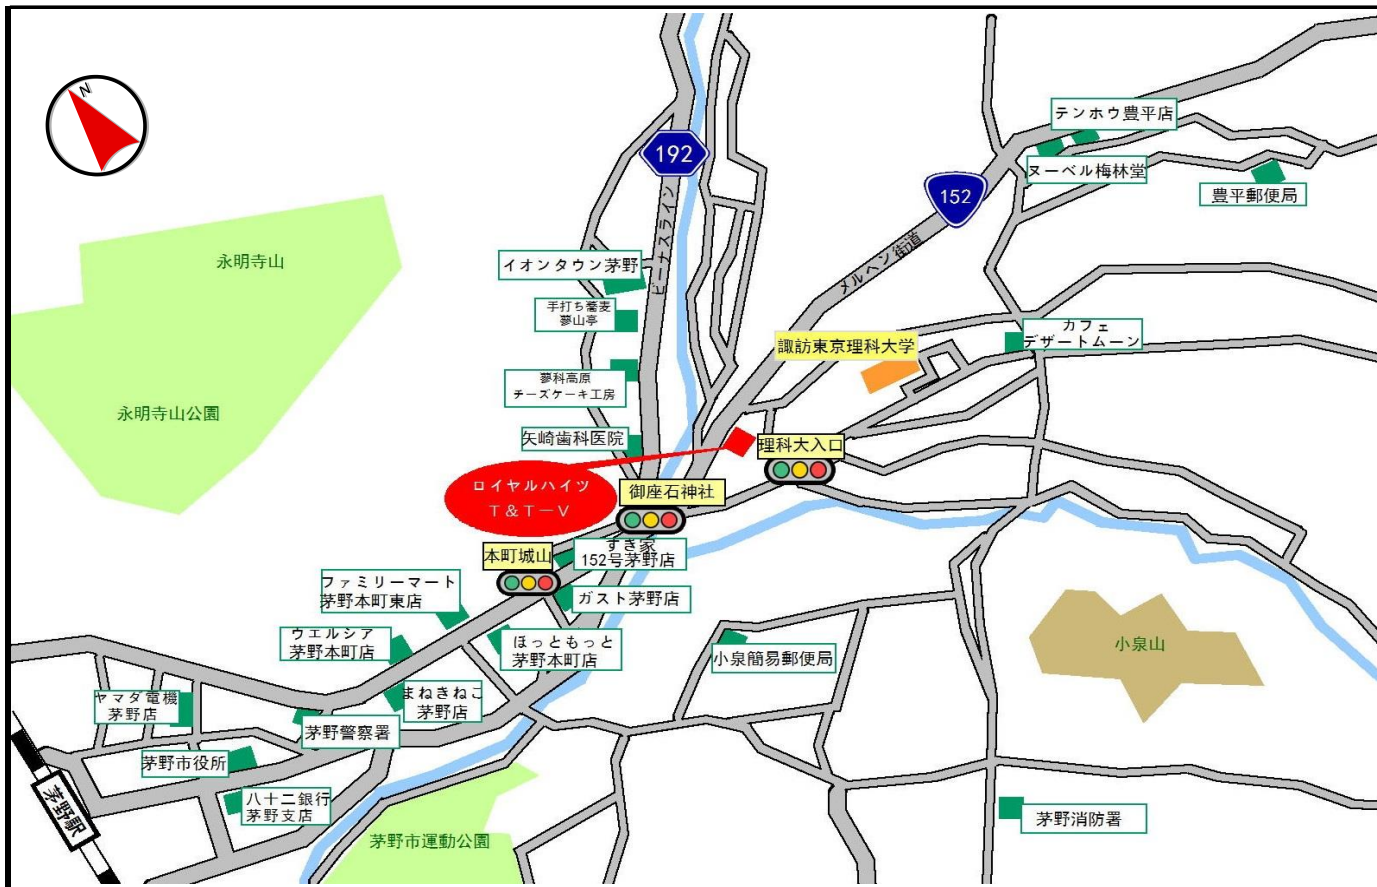 N
192
ビーナスライン
152
メルヘン街道
テンホウ豊平店
ヌーベル梅林堂
豊平郵便局
永明寺山
イオンタウン茅野
手打ち蕎麦
夢山亭
諏訪東京理科大学
カフェ
デザートムーン
蓼科高原
チーズケーキ工房
永明寺山公園
矢崎歯科医院
理科大入口
ロイヤルハイツ
T&T－V
御座石神社
本町城山
すき家
152号茅野店
ファミリーマート
茅野本町東店
ガスト茅野店
ウエルシア
茅野本町店
ほっともっと
茅野本町店
小泉簡易郵便局
小泉山
ヤマダ電機
茅野店
まねきねこ
茅野店
茅野警察署
茅野市役所
八十二銀行
茅野支店
茅野駅
茅野市運動公園
茅野消防署